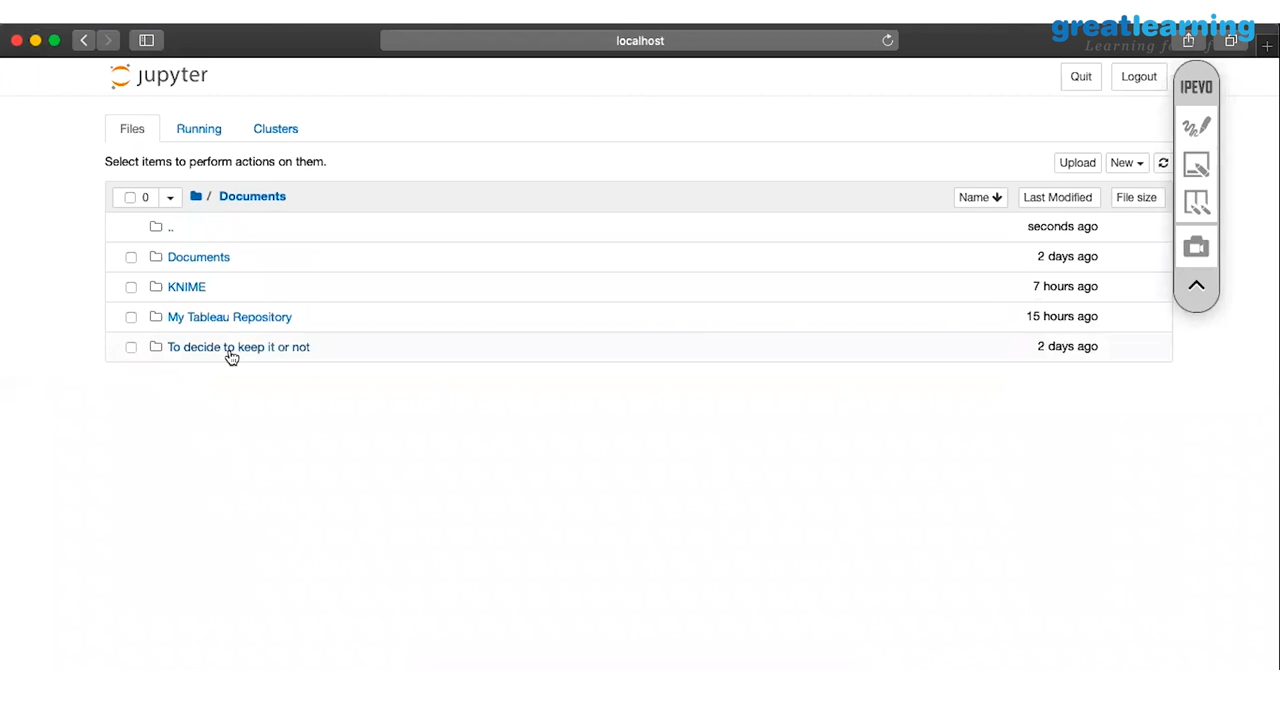 greatlearning
localhost
Learning for
jupyter
Quit
Logout
IPEVO
Files
Running
Clusters
Select items to perform actions on them.
Upload
New
0
/ Documents
Name
Last Modified
File size
..
seconds ago
Documents
2 days ago
KNIME
7 hours ago
My Tableau Repository
15 hours ago
To decide to keep it or not
2 days ago